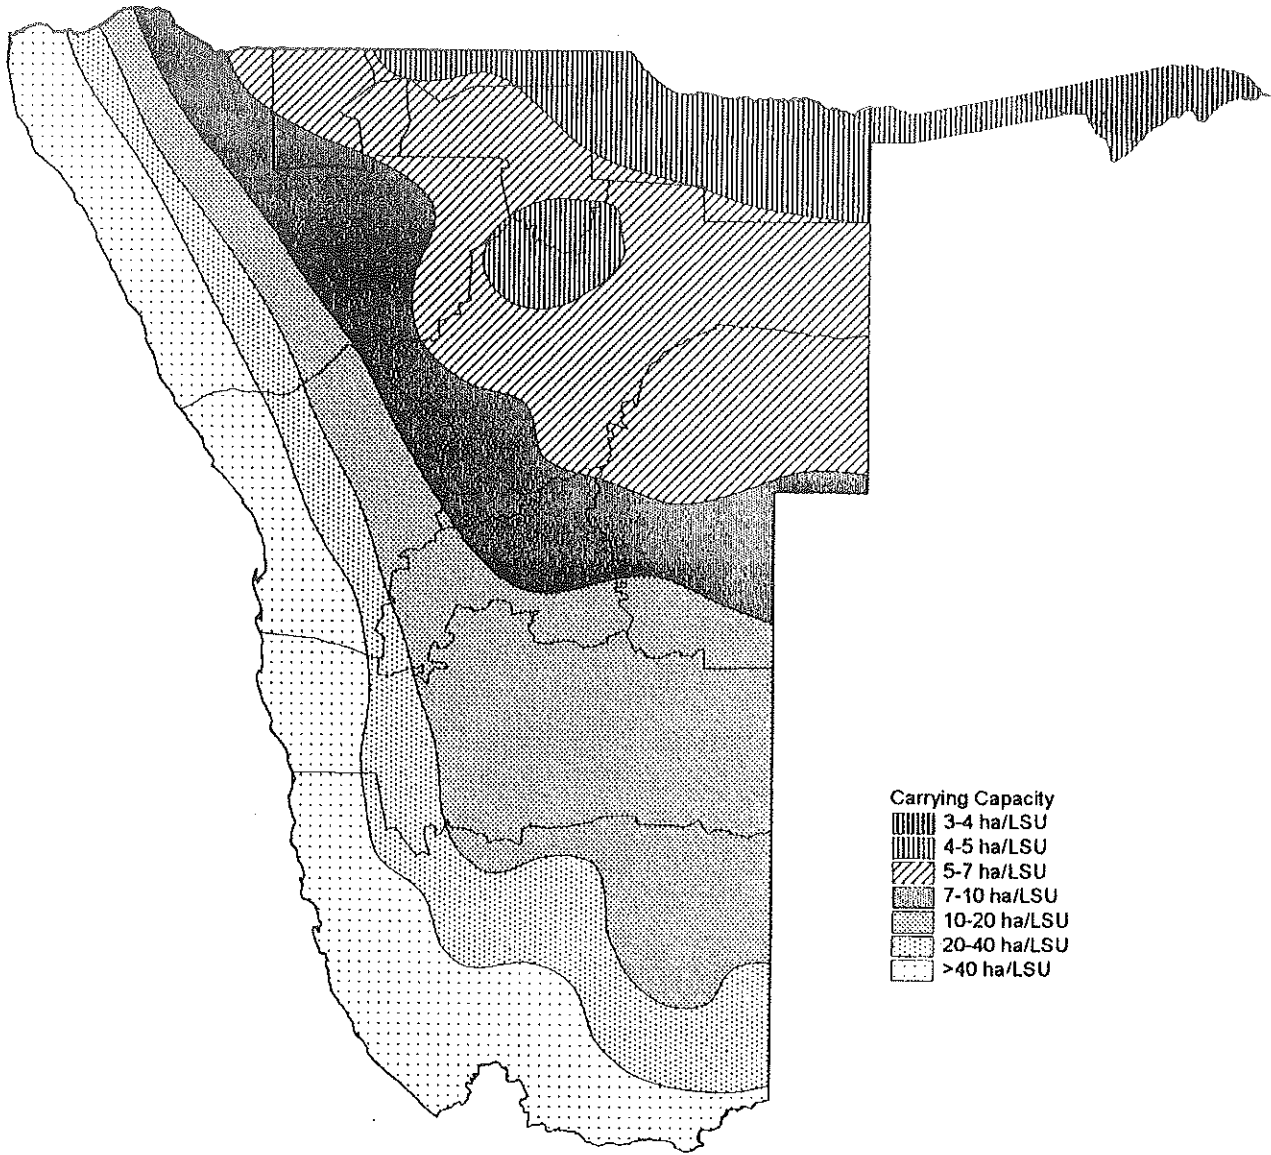 Carrying Capacity
3-4 ha/LSU
4-5 ha/LSU
5-7 ha/LSU
7-10 ha/LSU
10-20 ha/LSU
20-40 ha/LSU
>40 ha/LSU